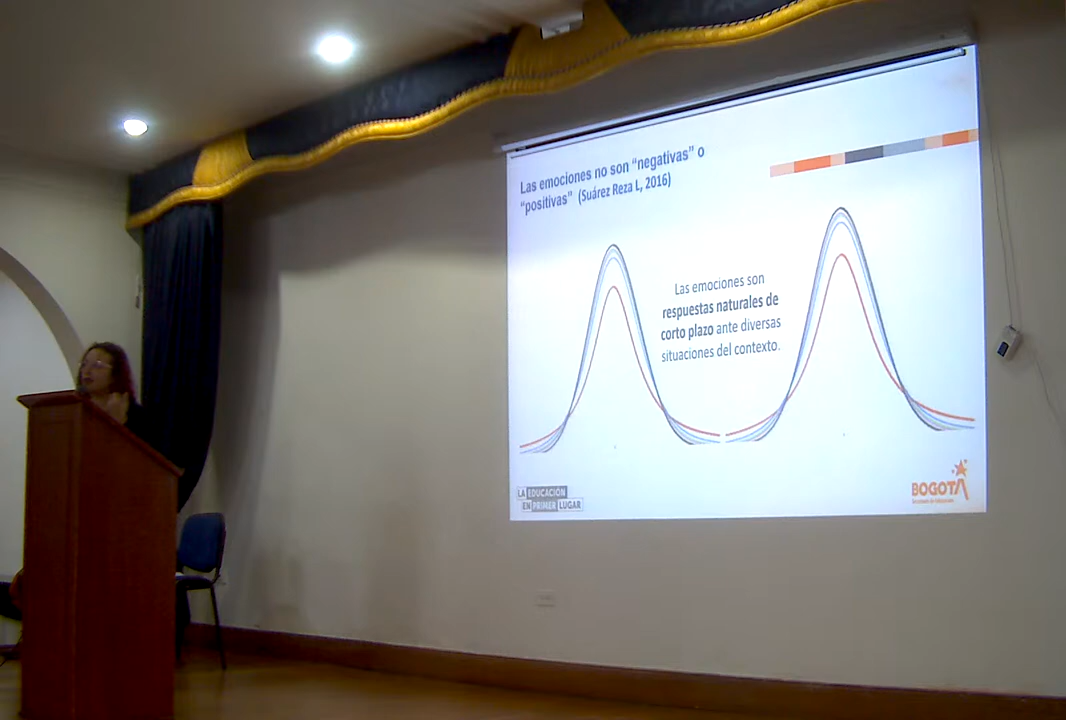 Las emociones no son “negativas” o
“positivas” (Suárez Reza L, 2016)
Las emociones son
respuestas naturales de
corto plazo ante diversas
situaciones del contexto.
LA EDUCACIÓN
EN PRIMER LUGAR
BOGOTÁ